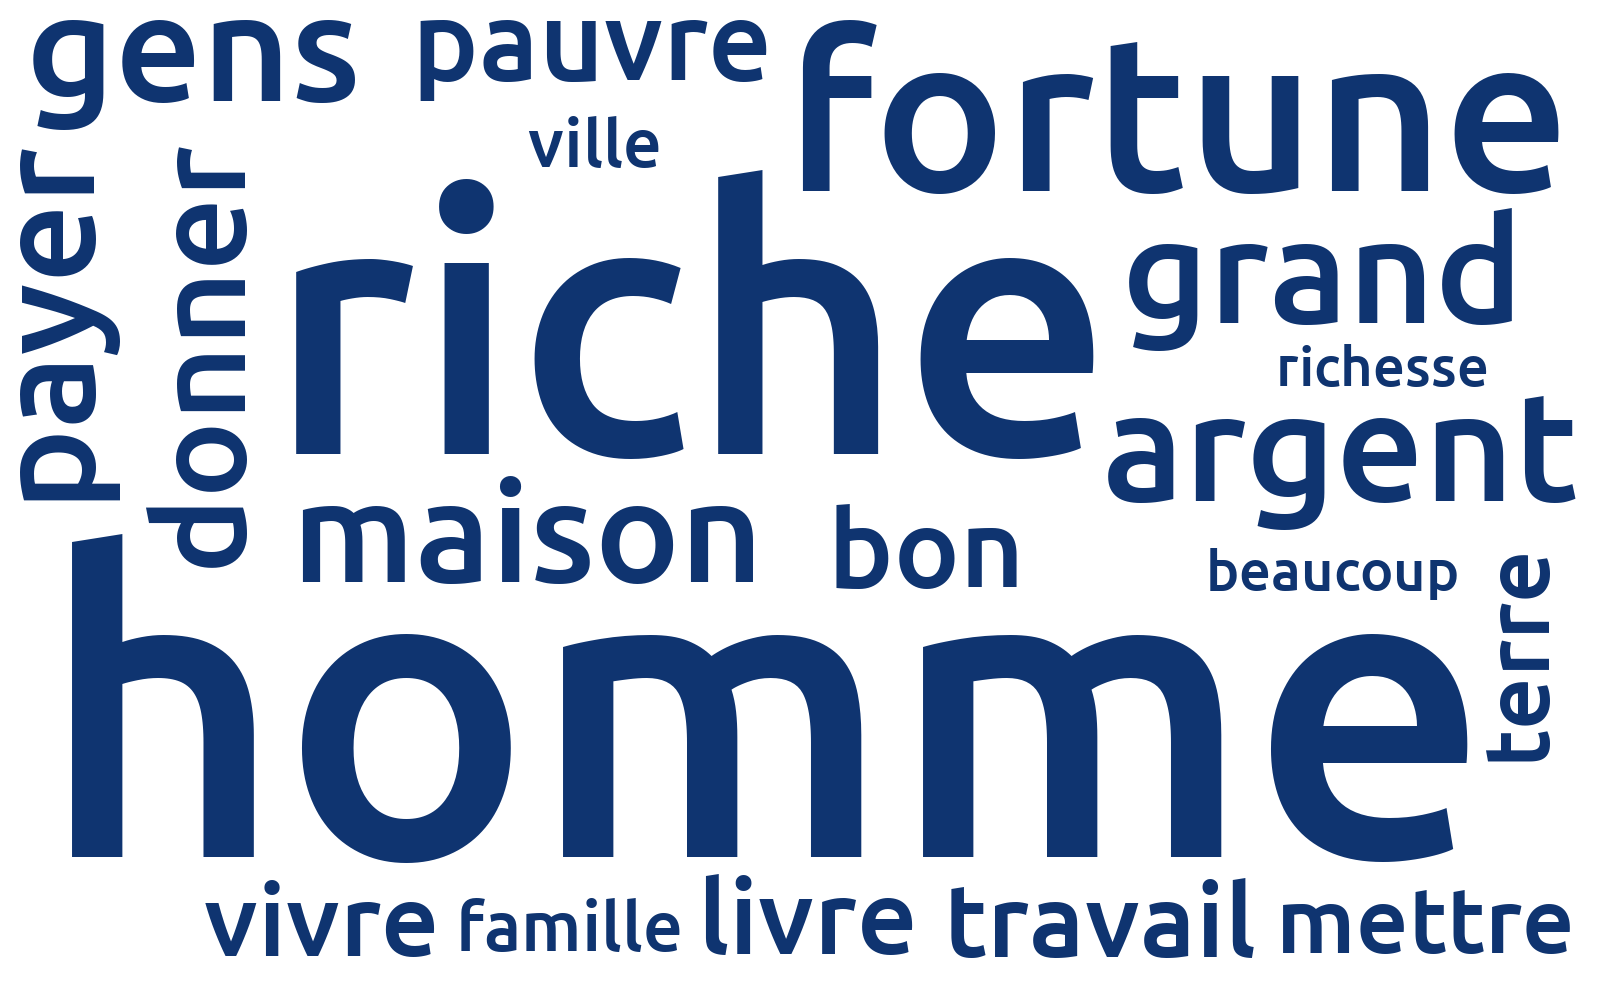 gens
pauvre
fortune
ville
payer
donner
riche
grand
richesse
argent
maison
bon
beaucoup
terre
homme
vivre
famille
livre
travail
mettre